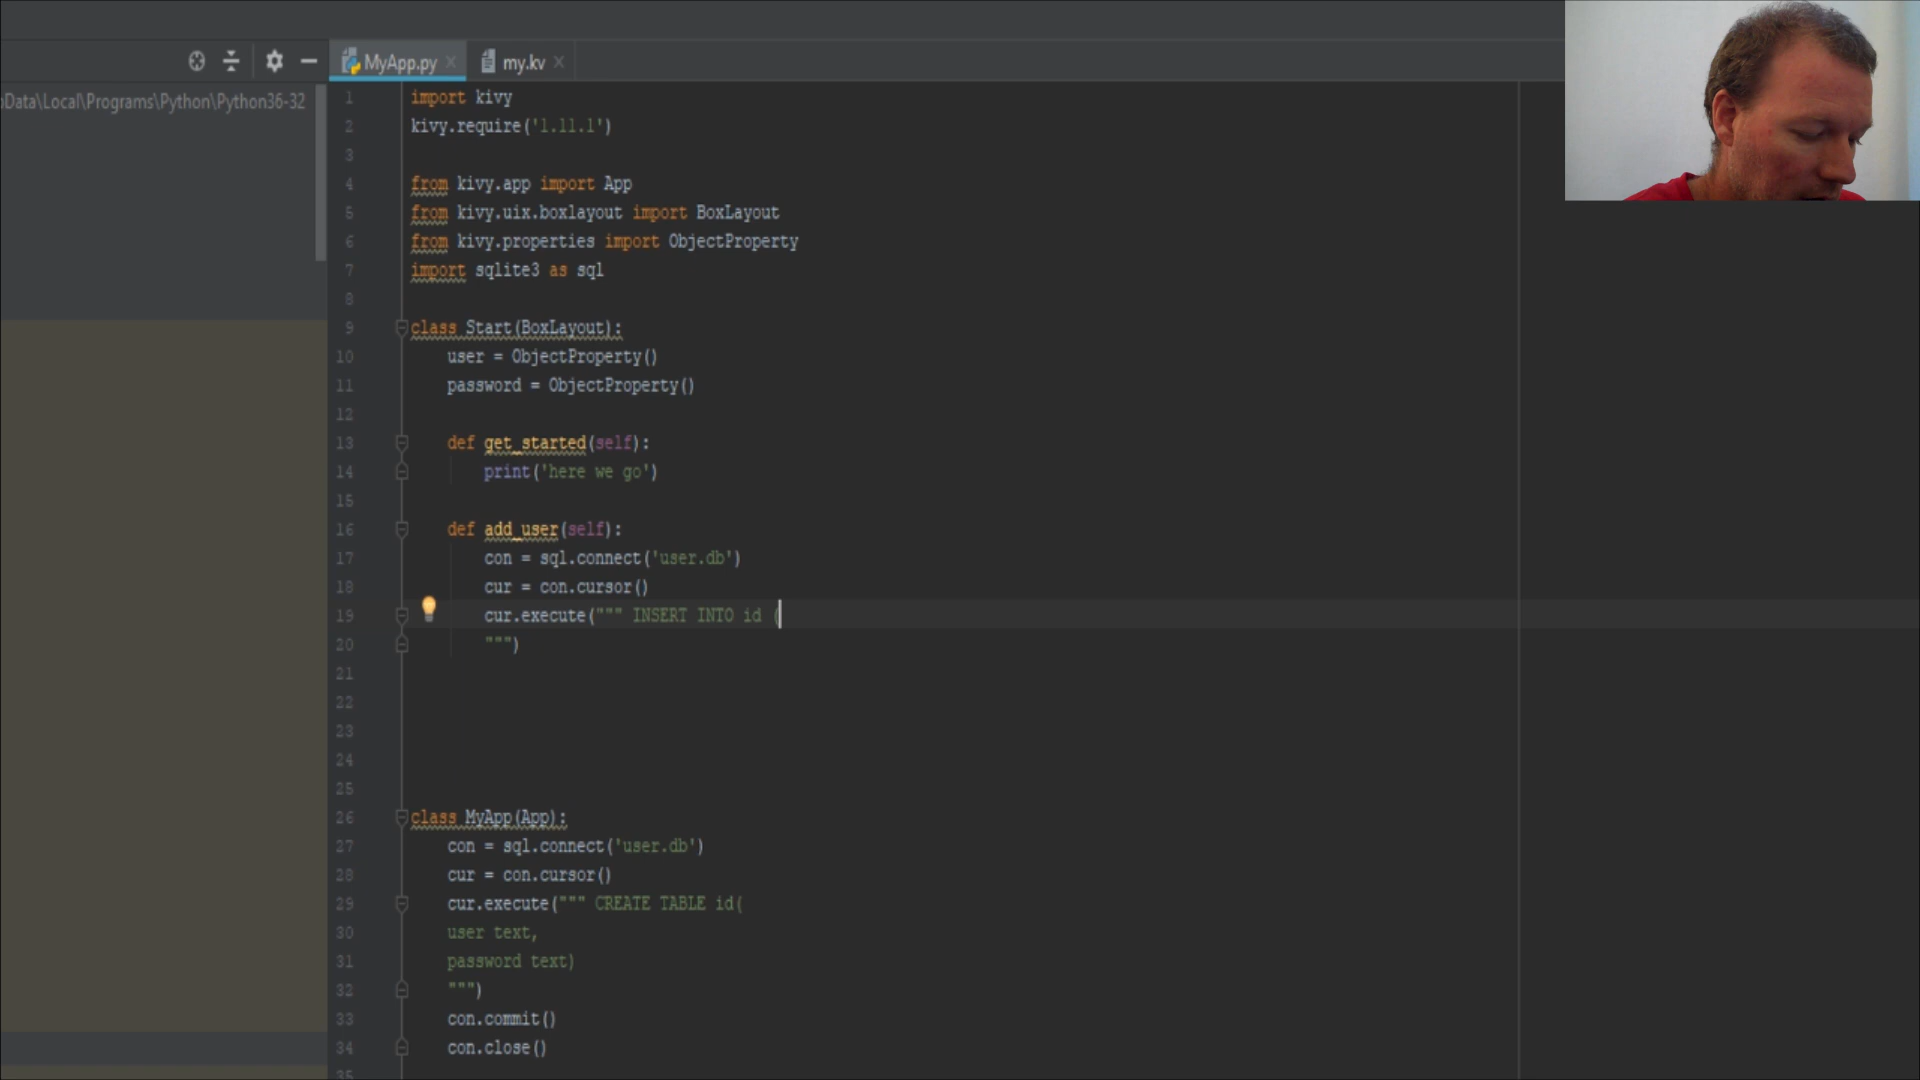 MyApp.py
my.kv
Data\Local\Programs\Python\Python36-32
1 import kivy
2 kivy.require('1.11.1')
3
4 from kivy.app import App
5 from kivy.uix.boxlayout import BoxLayout
6 from kivy.properties import ObjectProperty
7 import sqlite3 as sql
8
9 class Start(BoxLayout):
10 user = ObjectProperty()
11 password = ObjectProperty()
12
13 def get_started(self):
14 print('here we go')
15
16 def add_user(self):
17 con = sql.connect('user.db')
18 cur = con.cursor()
19 cur.execute(""" INSERT INTO id (
20 """)
21
22
23
24
25
26 class MyApp(App):
27 con = sql.connect('user.db')
28 cur = con.cursor()
29 cur.execute(""" CREATE TABLE id(
30 user text,
31 password text)
32 """)
33 con.commit()
34 con.close()
35